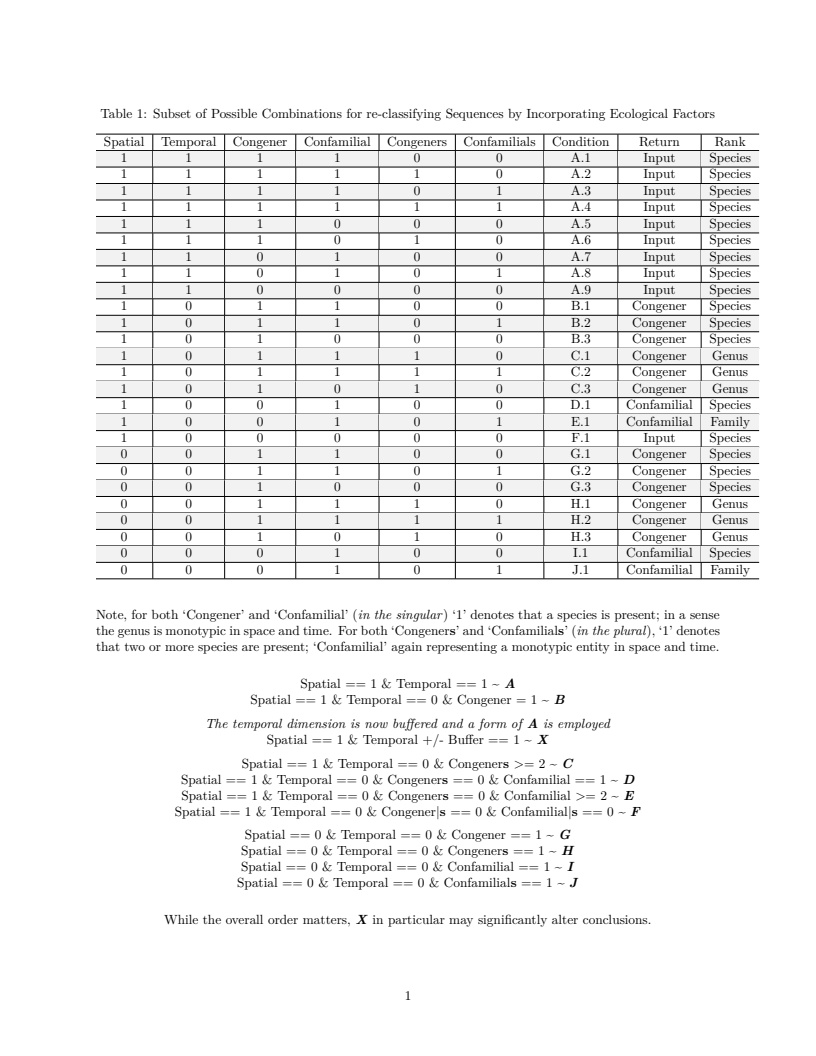 Table 1: Subset of Possible Combinations for re-classifying Sequences by Incorporating Ecological Factors
Spatial Temporal Congener Confamilial Congeners Confamilials Condition Return Rank
1 1 1 1 0 0 A.1 Input Species
1 1 1 1 1 0 A.2 Input Species
1 1 1 1 0 1 A.3 Input Species
1 1 1 1 1 1 A.4 Input Species
1 1 1 0 0 0 A.5 Input Species
1 1 1 0 1 0 A.6 Input Species
1 1 0 1 0 0 A.7 Input Species
1 1 0 1 0 1 A.8 Input Species
1 1 0 0 0 0 A.9 Input Species
1 0 1 1 0 0 B.1 Congener Species
1 0 1 1 0 1 B.2 Congener Species
1 0 1 0 0 0 B.3 Congener Species
1 0 1 1 1 0 C.1 Congener Genus
1 0 1 1 1 1 C.2 Congener Genus
1 0 1 0 1 0 C.3 Congener Genus
1 0 0 1 0 0 D.1 Confamilial Species
1 0 0 1 0 1 E.1 Confamilial Family
1 0 0 0 0 0 F.1 Input Species
0 0 1 1 0 0 G.1 Congener Species
0 0 1 1 0 1 G.2 Congener Species
0 0 1 0 0 0 G.3 Congener Species
0 0 1 1 1 0 H.1 Congener Genus
0 0 1 1 1 1 H.2 Congener Genus
0 0 1 0 1 0 H.3 Congener Genus
0 0 0 1 0 0 I.1 Confamilial Species
0 0 0 1 0 1 J.1 Confamilial Family
Note, for both ‘Congener’ and ‘Confamilial’ (in the singular) ‘1’ denotes that a species is present; in a sense
the genus is monotypic in space and time. For both ‘Congeners’ and ‘Confamilials’ (in the plural), ‘1’ denotes
that two or more species are present; ‘Confamilial’ again representing a monotypic entity in space and time.
Spatial == 1 & Temporal == 1 ~ A
Spatial == 1 & Temporal == 0 & Congener = 1 ~ B
The temporal dimension is now buffered and a form of A is employed
Spatial == 1 & Temporal +/- Buffer == 1 ~ X
Spatial == 1 & Temporal == 0 & Congeners >= 2 ~ C
Spatial == 1 & Temporal == 0 & Congeners == 0 & Confamilial == 1 ~ D
Spatial == 1 & Temporal == 0 & Congeners == 0 & Confamilial >= 2 ~ E
Spatial == 1 & Temporal == 0 & Congener|s == 0 & Confamilial|s == 0 ~ F
Spatial == 0 & Temporal == 0 & Congener == 1 ~ G
Spatial == 0 & Temporal == 0 & Congeners == 1 ~ H
Spatial == 0 & Temporal == 0 & Confamilial == 1 ~ I
Spatial == 0 & Temporal == 0 & Confamilials == 1 ~ J
While the overall order matters, X in particular may significantly alter conclusions.
1